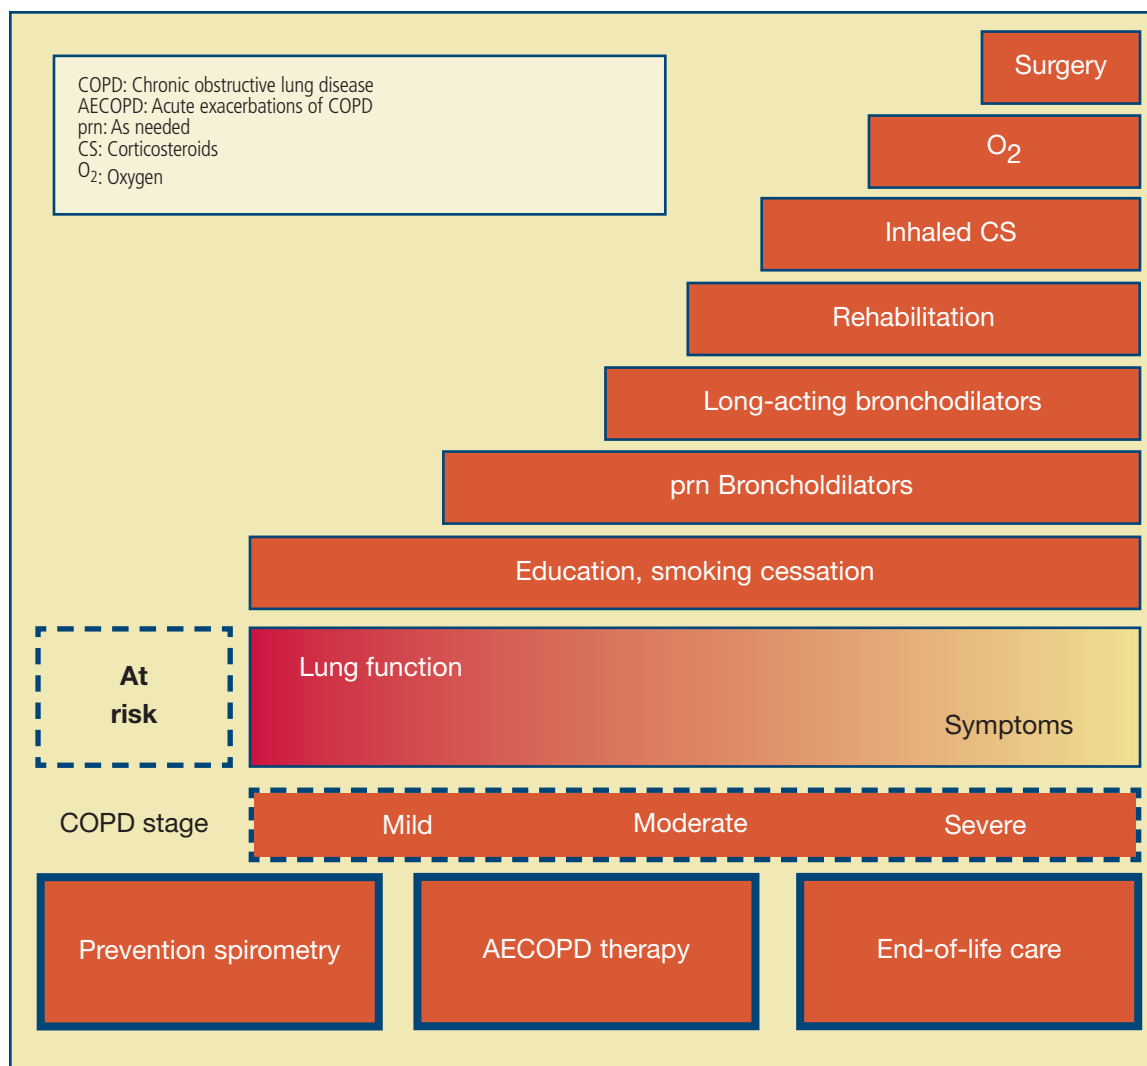 COPD: Chronic obstructive lung disease
AECOPD: Acute exacerbations of COPD
prn: As needed
CS: Corticosteroids
O2: Oxygen
Surgery
O2
Inhaled CS
Rehabilitation
Long-acting bronchodilators
prn Broncholdilators
Education, smoking cessation
At
risk
Lung function
Symptoms
COPD stage
Mild
Moderate
Severe
Prevention spirometry
AECOPD therapy
End-of-life care